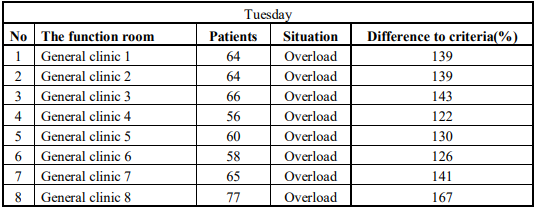 Tuesday
No The function room Patients Situation Difference to criteria(%)
1 General clinic 1 64 Overload 139
2 General clinic 2 64 Overload 139
3 General clinic 3 66 Overload 143
4 General clinic 4 56 Overload 122
5 General clinic 5 60 Overload 130
6 General clinic 6 58 Overload 126
7 General clinic 7 65 Overload 141
8 General clinic 8 77 Overload 167